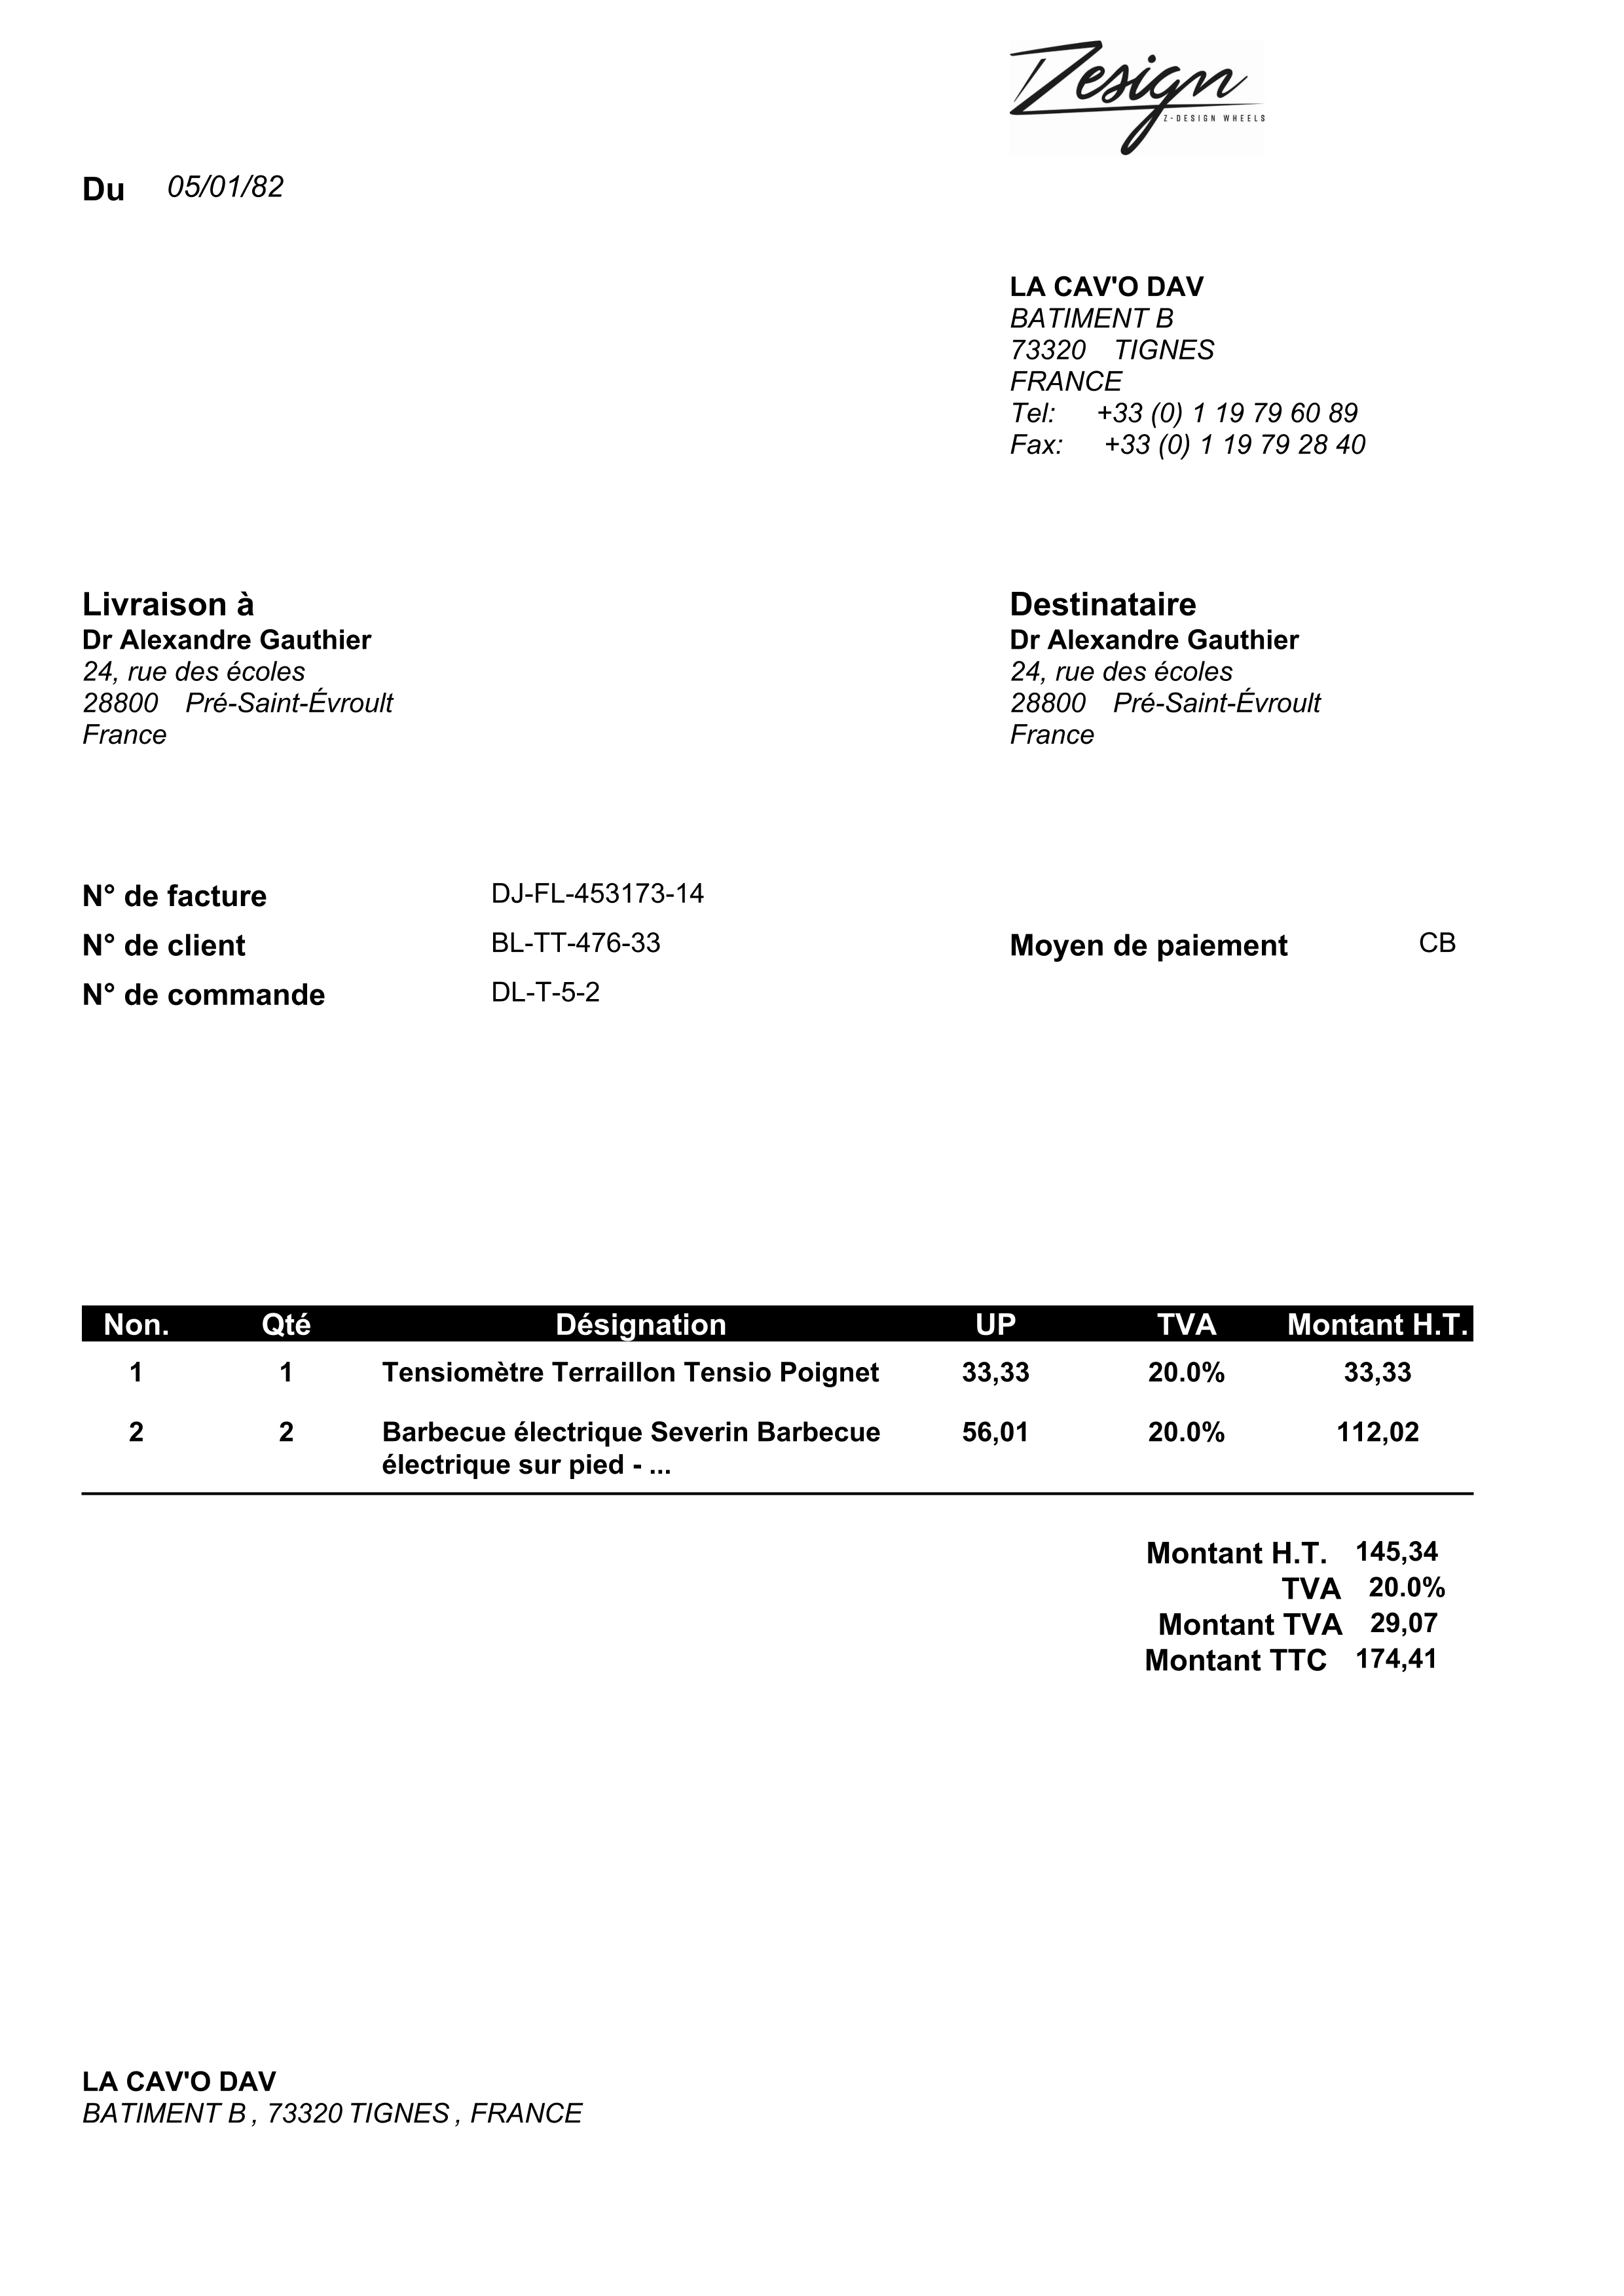 Zesign
Z-DESIGN WHEELS
Du 05/01/82
LA CAV'O DAV
BATIMENT B
73320 TIGNES
FRANCE
Tel: +33 (0) 1 19 79 60 89
Fax: +33 (0) 1 19 79 28 40
Livraison à
Dr Alexandre Gauthier
24, rue des écoles
28800 Pré-Saint-Évroult
France
Destinataire
Dr Alexandre Gauthier
24, rue des écoles
28800 Pré-Saint-Évroult
France
N° de facture DJ-FL-453173-14
N° de client BL-TT-476-33
N° de commande DL-T-5-2
Moyen de paiement CB
Non. Qté Désignation UP TVA Montant H.T.
1 1 Tensiomètre Terraillon Tensio Poignet 33,33 20.0% 33,33
2 2 Barbecue électrique Severin Barbecue 56,01 20.0% 112,02
électrique sur pied - ...
Montant H.T. 145,34
TVA 20.0%
Montant TVA 29,07
Montant TTC 174,41
LA CAV'O DAV
BATIMENT B , 73320 TIGNES , FRANCE